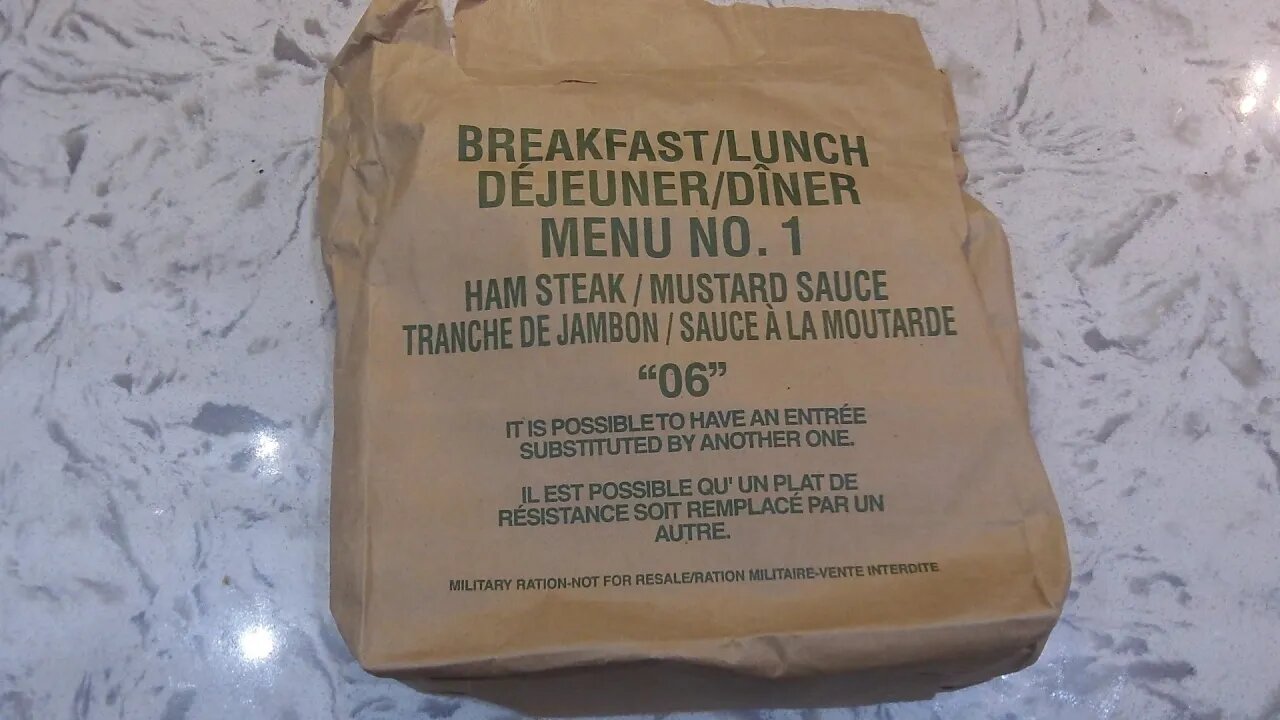 BREAKFAST/LUNCH
DÉJEUNER/DÎNER
MENU NO. 1
HAM STEAK / MUSTARD SAUCE
TRANCHE DE JAMBON / SAUCE À LA MOUTARDE
“06”
IT IS POSSIBLE TO HAVE AN ENTRÉE
SUBSTITUTED BY ANOTHER ONE.
IL EST POSSIBLE QU' UN PLAT DE
RÉSISTANCE SOIT REMPLACÉ PAR UN
AUTRE.
MILITARY RATION-NOT FOR RESALE/RATION MILITAIRE-VENTE INTERDITE